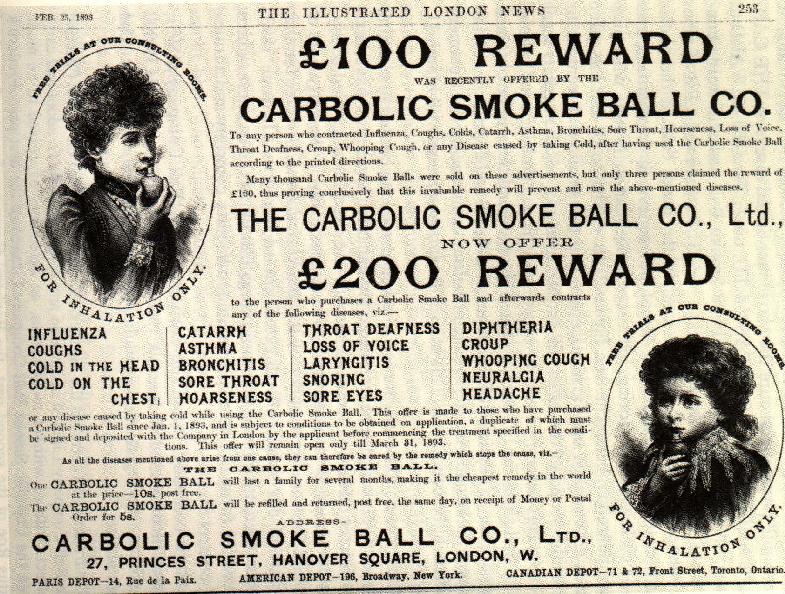 FEB. 25, 1893
THE ILLUSTRATED LONDON NEWS
253
FREE TRIALS AT OUR CONSULTING ROOMS.
FOR INHALATION ONLY.
£100 REWARD
WAS RECENTLY OFFERED BY THE
CARBOLIC SMOKE BALL CO.
To any person who contracted Influenza, Coughs, Colds, Catarrh, Asthma, Bronchitis, Sore Throat, Hoarseness, Loss of Voice,
Throat Deafness, Croup, Whooping Cough, or any Disease caused by taking Cold, after having used the Carbolic Smoke Ball
according to the printed directions.
Many thousand Carbolic Smoke Balls were sold on these advertisements, but only three persons claimed the reward of
£100, thus proving conclusively that this invaluable remedy will prevent and cure the above-mentioned diseases.
THE CARBOLIC SMOKE BALL CO., Ltd.,
NOW OFFER
£200 REWARD
to the person who purchases a Carbolic Smoke Ball and afterwards contracts
any of the following diseases, viz.—
INFLUENZA
COUGHS
COLD IN THE HEAD
COLD ON THE
CHEST
CATARRH
ASTHMA
BRONCHITIS
SORE THROAT
HOARSENESS
THROAT DEAFNESS
LOSS OF VOICE
LARYNGITIS
SNORING
SORE EYES
DIPHTHERIA
CROUP
WHOOPING COUGH
NEURALGIA
HEADACHE
FREE TRIALS AT OUR CONSULTING ROOMS
FOR INHALATION ONLY.
or any disease caused by taking cold while using the Carbolic Smoke Ball. This offer is made to those who have purchased
a Carbolic Smoke Ball since Jan. 1, 1893, and is subject to conditions to be obtained on application, a duplicate of which must
be signed and deposited with the Company in London by the applicant before commencing the treatment specified in the condi-
tions. This offer will remain open only till March 31, 1893.
As all the diseases mentioned above arise from one cause, they can therefore be cured by the remedy which stops the cause, viz.—
THE CARBOLIC SMOKE BALL.
One CARBOLIC SMOKE BALL will last a family for several months, making it the cheapest remedy in the world
at the price—10s. post free.
The CARBOLIC SMOKE BALL will be refilled and returned, post free, the same day, on receipt of Money or Postal
Order for 5s.
ADDRESS-
CARBOLIC SMOKE BALL CO., LTD.,
27, PRINCES STREET, HANOVER SQUARE, LONDON, W.
PARIS DEPOT—14, Rue de la Paix. AMERICAN DEPOT—196, Broadway, New York. CANADIAN DEPOT—71 & 72, Front Street, Toronto, Ontario.